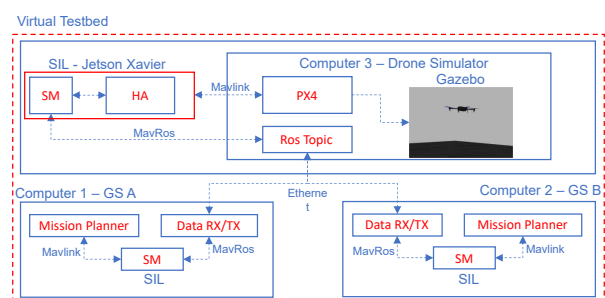 Virtual Testbed
SIL - Jetson Xavier
Computer 3 – Drone Simulator
Gazebo
SM
HA
Mavlink
PX4
MavRos
Ros Topic
Etherne
t
Computer 1 – GS A
Computer 2 – GS B
Mission Planner
Data RX/TX
Mavlink
MavRos
SM
SIL
Data RX/TX
Mission Planner
MavRos
Mavlink
SM
SIL